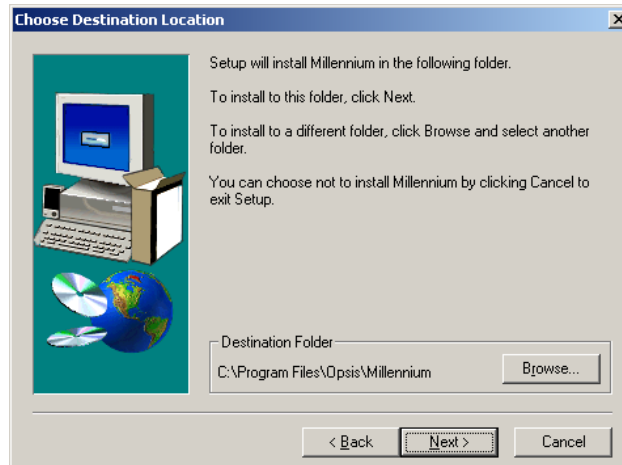 Choose Destination Location
Setup will install Millennium in the following folder.
To install to this folder, click Next.
To install to a different folder, click Browse and select another
folder.
You can choose not to install Millennium by clicking Cancel to
exit Setup.
Destination Folder
C:\Program Files\Opsis\Millennium
Browse...
< Back
Next >
Cancel